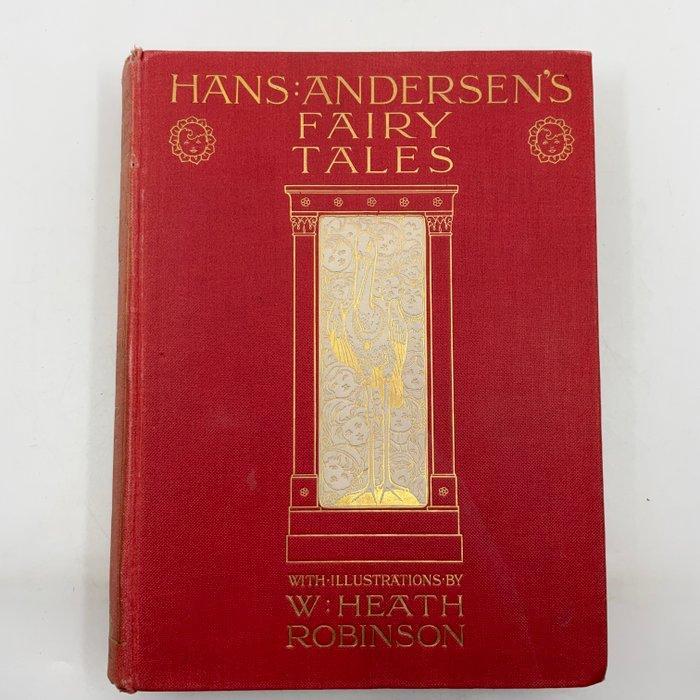 HANS:ANDERSEN'S
FAIRY
TALES
WITH·ILLUSTRATIONS·BY
W:HEATH
ROBINSON